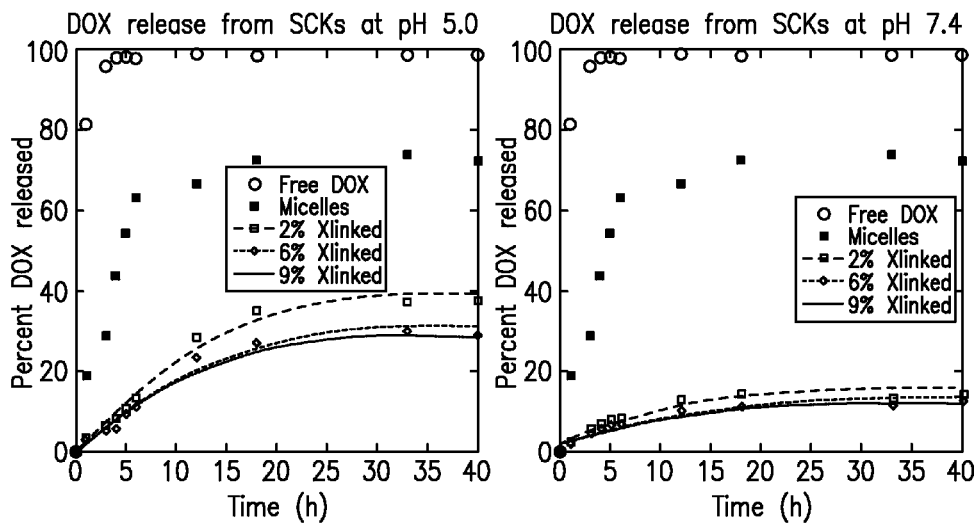 DOX release from SCKs at pH 5.0
Percent DOX released
100
80
60
40
20
0
Free DOX
Micelles
2% Xlinked
6% Xlinked
9% Xlinked
0 5 10 15 20 25 30 35 40
Time (h)
DOX release from SCKs at pH 7.4
Percent DOX released
100
80
60
40
20
0
Free DOX
Micelles
2% Xlinked
6% Xlinked
9% Xlinked
0 5 10 15 20 25 30 35 40
Time (h)